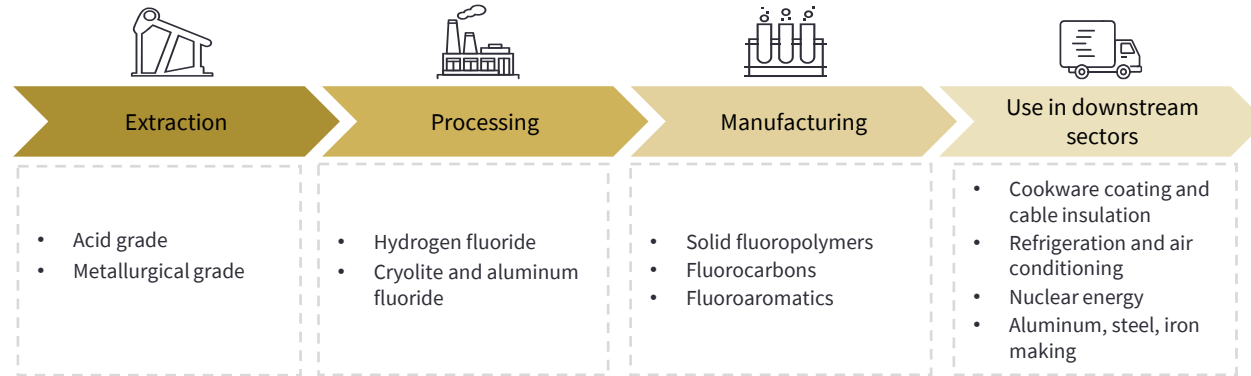 Extraction
Processing
Manufacturing
Use in downstream
sectors
• Acid grade
• Metallurgical grade
• Hydrogen fluoride
• Cryolite and aluminum
fluoride
• Solid fluoropolymers
• Fluorocarbons
• Fluoroaromatics
• Cookware coating and
cable insulation
• Refrigeration and air
conditioning
• Nuclear energy
• Aluminum, steel, iron
making